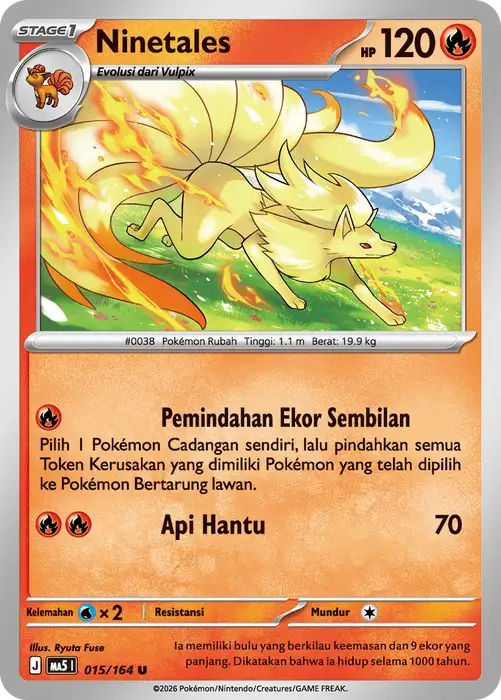 STAGE1
Ninetales
HP 120
Evolusi dari Vulpix
#0038 Pokémon Rubah Tinggi: 1.1 m Berat: 19.9 kg
Pemindahan Ekor Sembilan
Pilih 1 Pokémon Cadangan sendiri, lalu pindahkan semua
Token Kerusakan yang dimiliki Pokémon yang telah dipilih
ke Pokémon Bertarung lawan.
Api Hantu 70
Kelemahan ×2 Resistansi Mundur
Illus. Ryuta Fuse
Ia memiliki bulu yang berkilau keemasan dan 9 ekor yang
panjang. Dikatakan bahwa ia hidup selama 1000 tahun.
J MA5 I 015/164 U
©2026 Pokémon/Nintendo/Creatures/GAME FREAK.